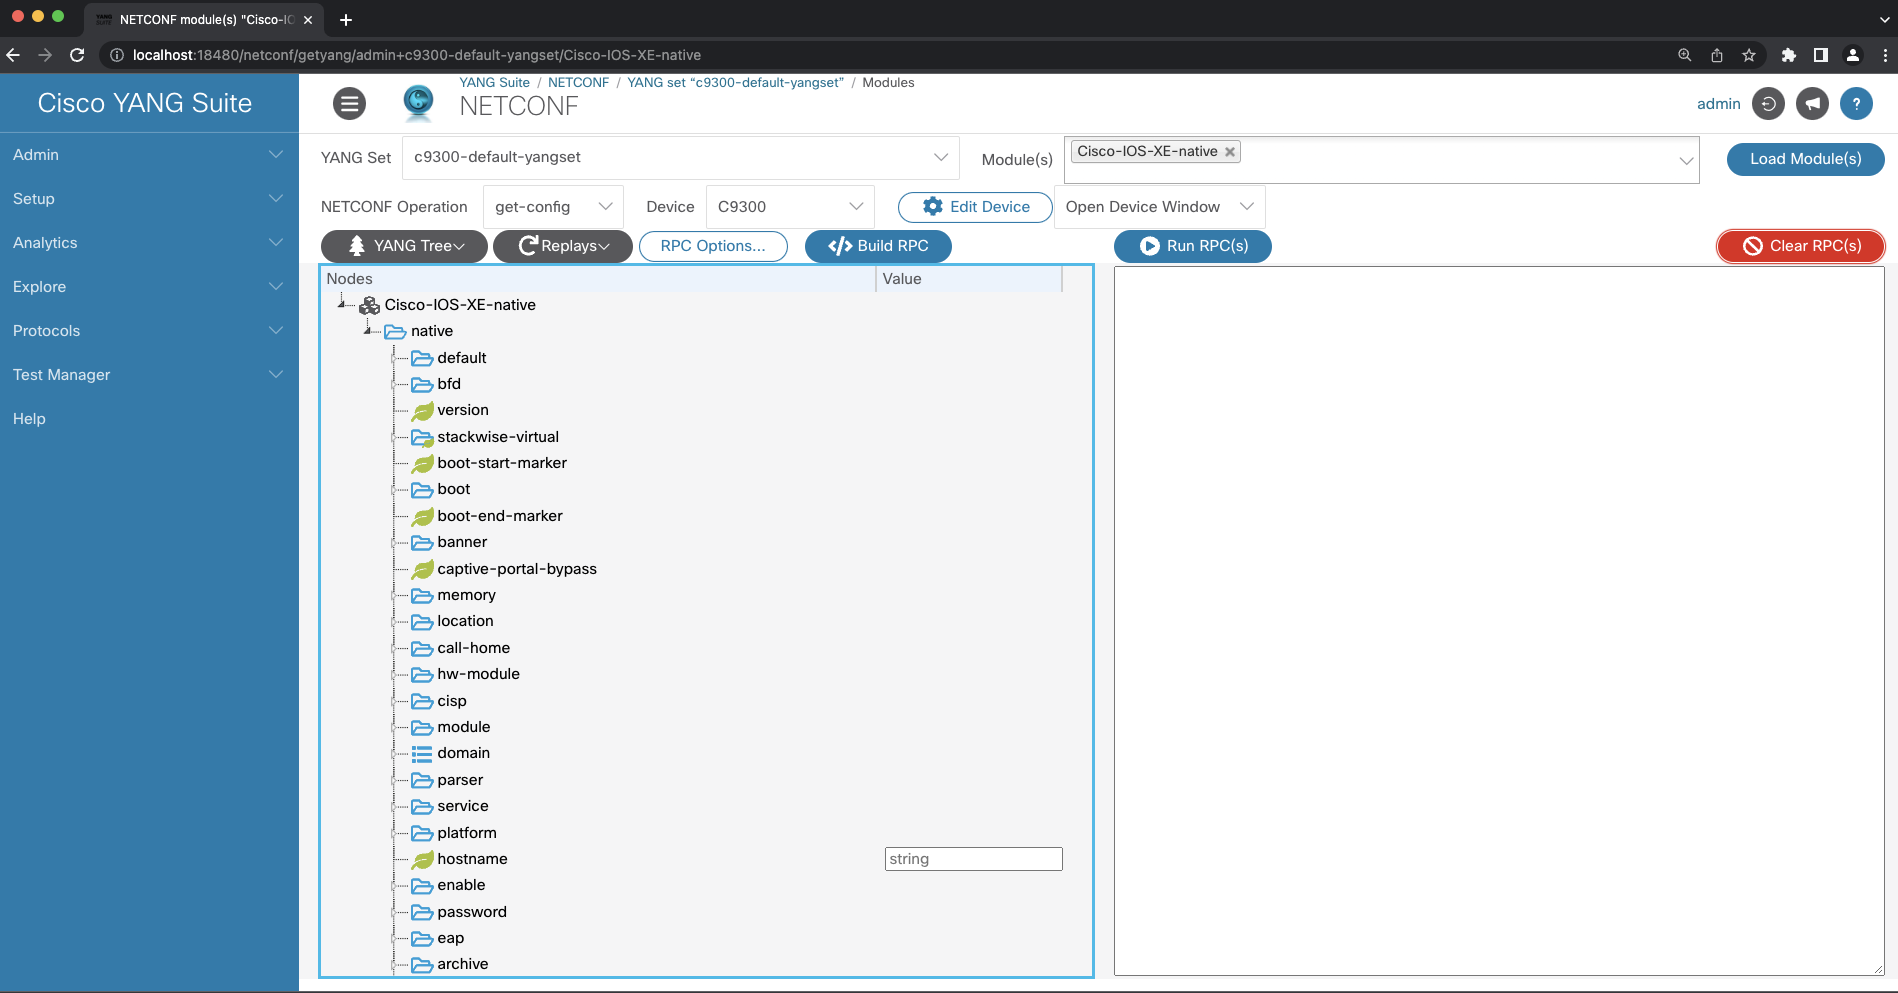 NETCONF module(s) "Cisco-IO
localhost:18480/netconf/getyang/admin+c9300-default-yangset/Cisco-IOS-XE-native
Cisco YANG Suite
Admin
Setup
Analytics
Explore
Protocols
Test Manager
Help
YANG Suite / NETCONF / YANG set “c9300-default-yangset” / Modules
NETCONF
admin
?
YANG Set c9300-default-yangset Module(s) Cisco-IOS-XE-native Load Module(s)
NETCONF Operation get-config Device C9300 Edit Device Open Device Window
YANG Tree Replays RPC Options... Build RPC Run RPC(s) Clear RPC(s)
Nodes Value
Cisco-IOS-XE-native
native
default
bfd
version
stackwise-virtual
boot-start-marker
boot
boot-end-marker
banner
captive-portal-bypass
memory
location
call-home
hw-module
cisp
module
domain
parser
service
platform
hostname string
enable
password
eap
archive